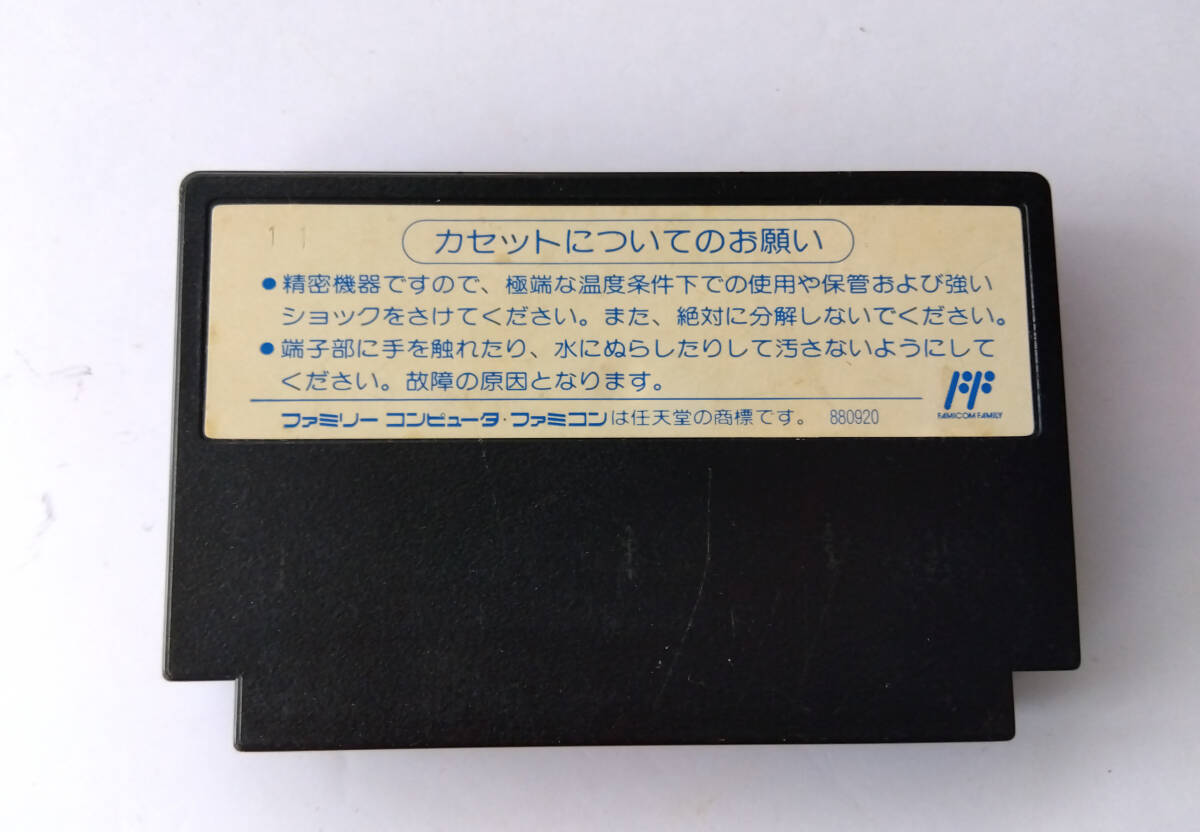 1 1
カセットについてのお願い
●精密機器ですので、極端な温度条件下での使用や保管および強い
ショックをさけてください。また、絶対に分解しないでください。
●端子部に手を触れたり、水にぬらしたりして汚さないようにして
ください。故障の原因となります。
FAMICOM FAMILY
ファミリー コンピュータ・ファミコンは任天堂の商標です。 880920